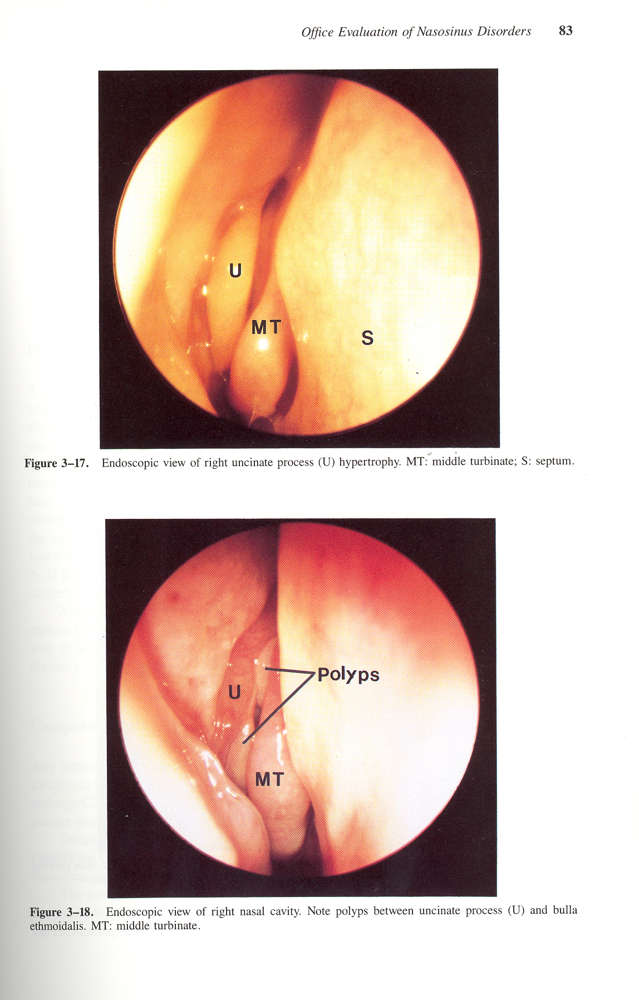 Office Evaluation of Nasosinus Disorders 83
U
MT
S
Figure 3–17. Endoscopic view of right uncinate process (U) hypertrophy. MT: middle turbinate; S: septum.
Polyps
U
MT
Figure 3–18. Endoscopic view of right nasal cavity. Note polyps between uncinate process (U) and bulla
ethmoidalis. MT: middle turbinate.